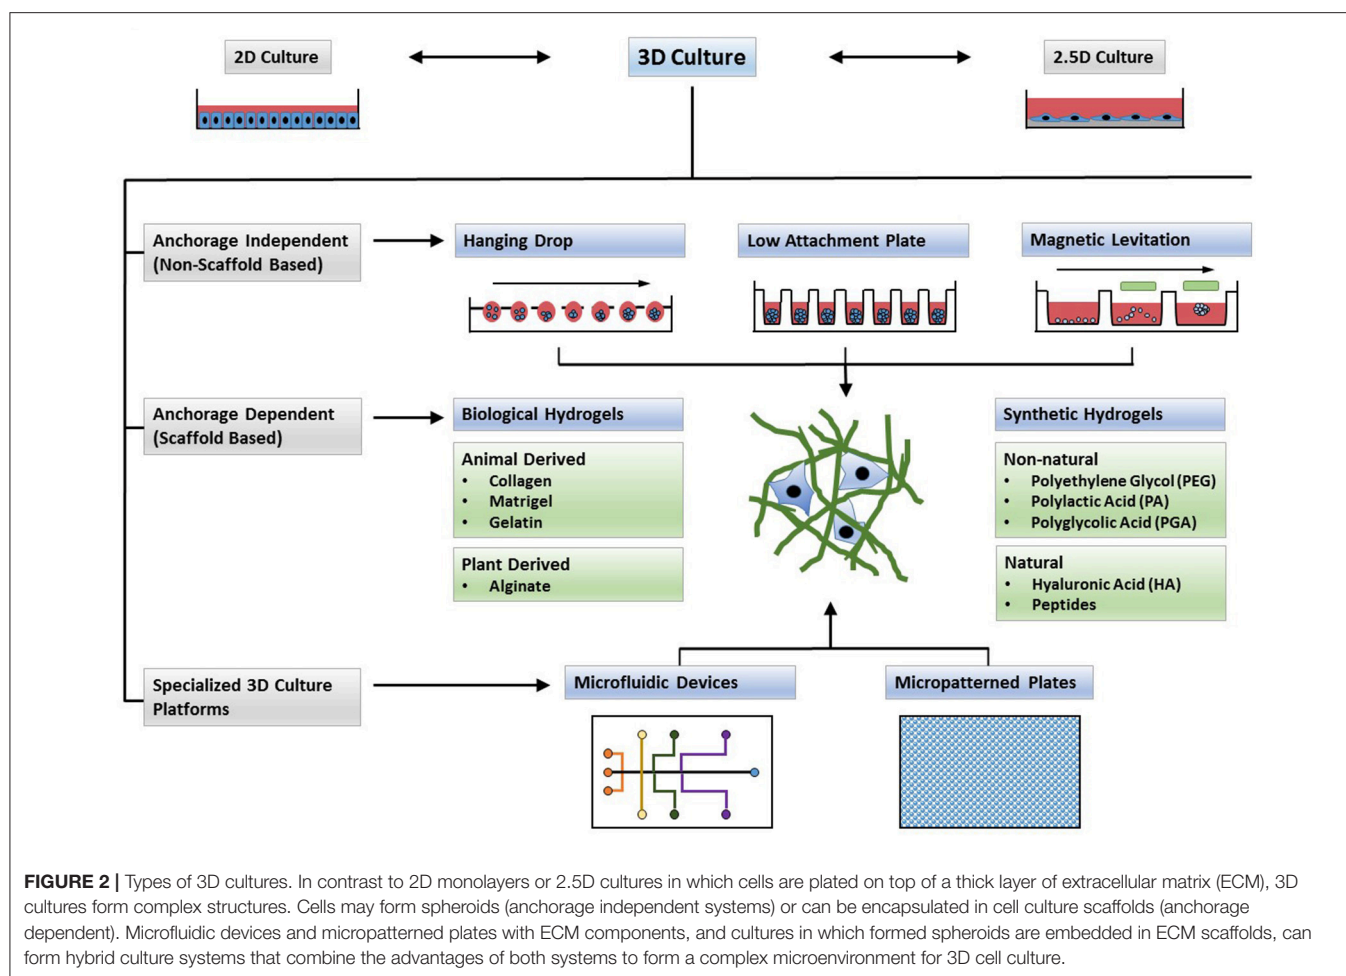 2D Culture
3D Culture
2.5D Culture
Anchorage Independent
(Non-Scaffold Based)
Hanging Drop
Low Attachment Plate
Magnetic Levitation
Anchorage Dependent
(Scaffold Based)
Biological Hydrogels
Animal Derived
• Collagen
• Matrigel
• Gelatin
Plant Derived
• Alginate
Synthetic Hydrogels
Non-natural
• Polyethylene Glycol (PEG)
• Polylactic Acid (PA)
• Polyglycolic Acid (PGA)
Natural
• Hyaluronic Acid (HA)
• Peptides
Specialized 3D Culture
Platforms
Microfluidic Devices
Micropatterned Plates
FIGURE 2 | Types of 3D cultures. In contrast to 2D monolayers or 2.5D cultures in which cells are plated on top of a thick layer of extracellular matrix (ECM), 3D
cultures form complex structures. Cells may form spheroids (anchorage independent systems) or can be encapsulated in cell culture scaffolds (anchorage
dependent). Microfluidic devices and micropatterned plates with ECM components, and cultures in which formed spheroids are embedded in ECM scaffolds, can
form hybrid culture systems that combine the advantages of both systems to form a complex microenvironment for 3D cell culture.